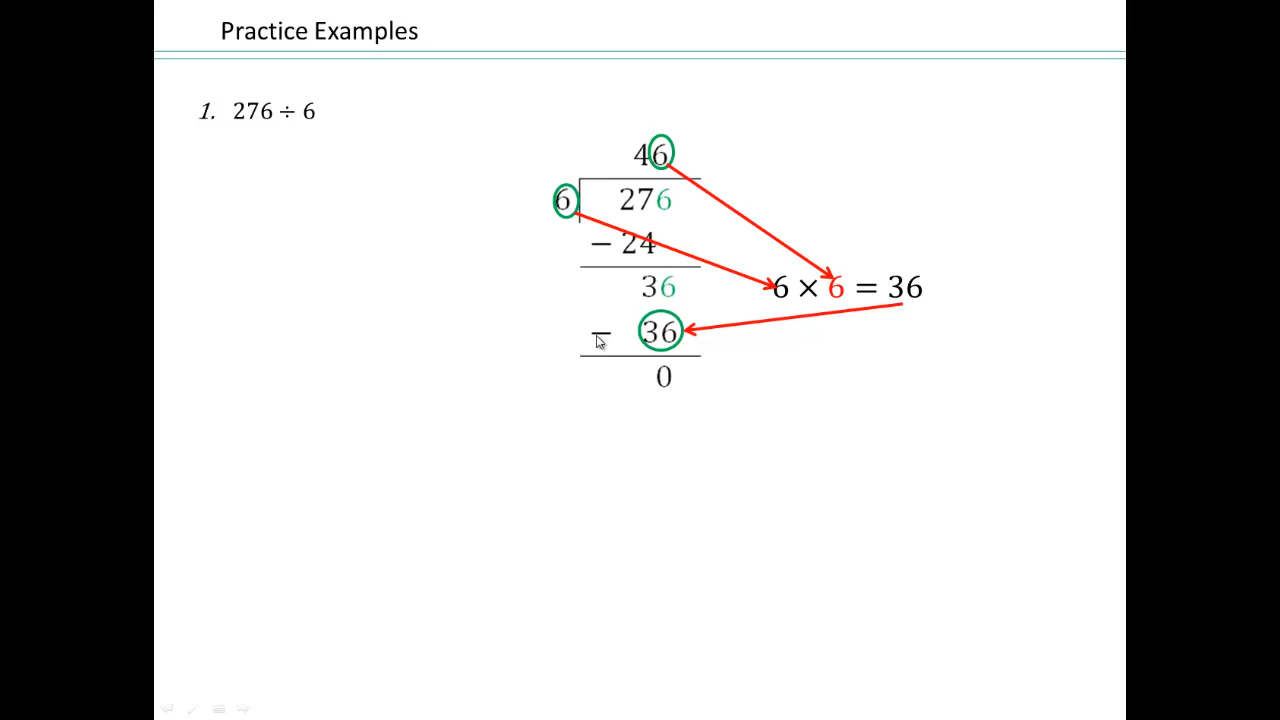 Practice Examples
1. 276 ÷ 6
46
6 276
− 24
36
6 × 6 = 36
− 36
0